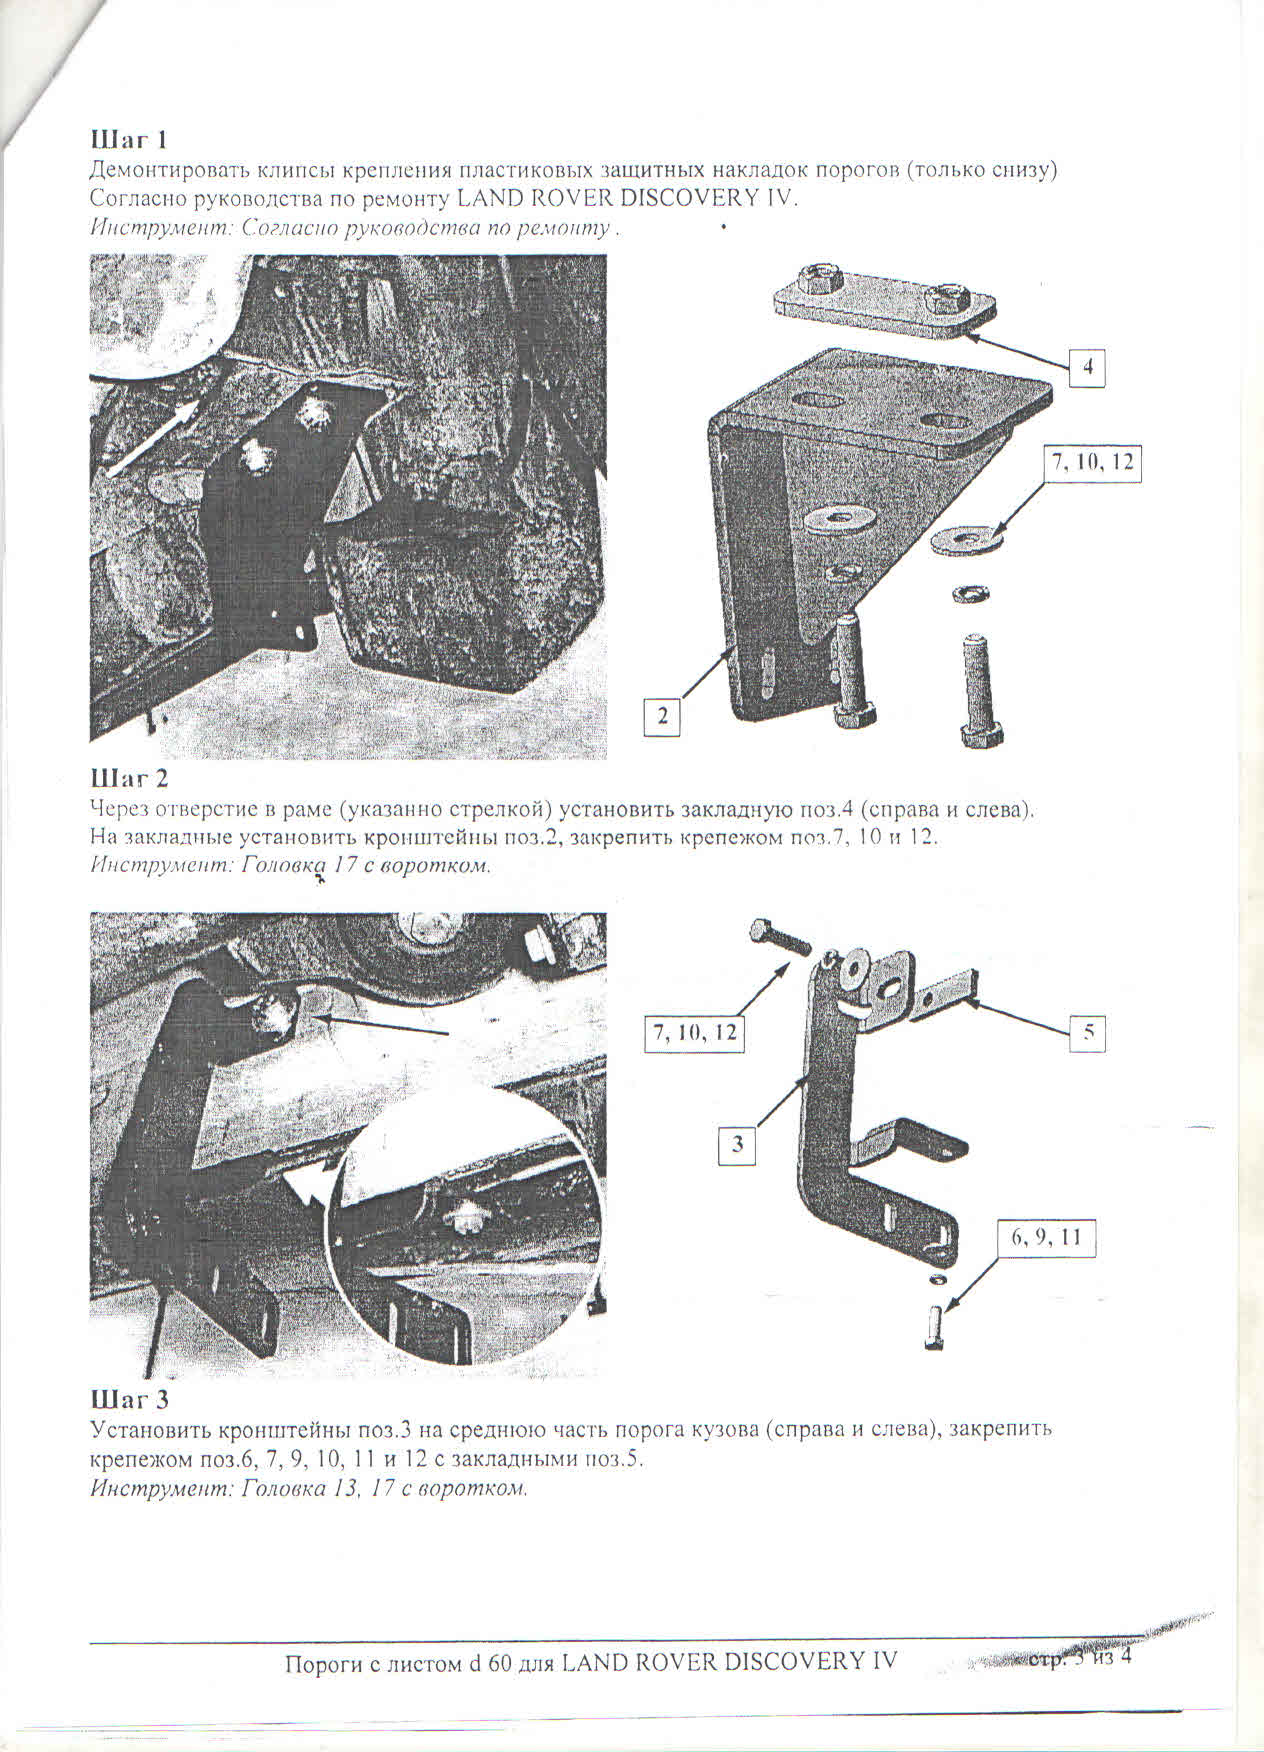 Шаг 1
Демонтировать клипсы крепления пластиковых защитных накладок порогов (только снизу)
Согласно руководства по ремонту LAND ROVER DISCOVERY IV.
Инструмент: Согласно руководства по ремонту .
4
7, 10, 12
2
Шаг 2
Через отверстие в раме (указанно стрелкой) установить закладную поз.4 (справа и слева).
На закладные установить кронштейны поз.2, закрепить крепежом поз.7, 10 и 12.
Инструмент: Головка 17 с воротком.
7, 10, 12
5
3
6, 9, 11
Шаг 3
Установить кронштейны поз.3 на среднюю часть порога кузова (справа и слева), закрепить
крепежом поз.6, 7, 9, 10, 11 и 12 с закладными поз.5.
Инструмент: Головка 13, 17 с воротком.
Пороги с листом d 60 для LAND ROVER DISCOVERY IV
стр. 3 из 4